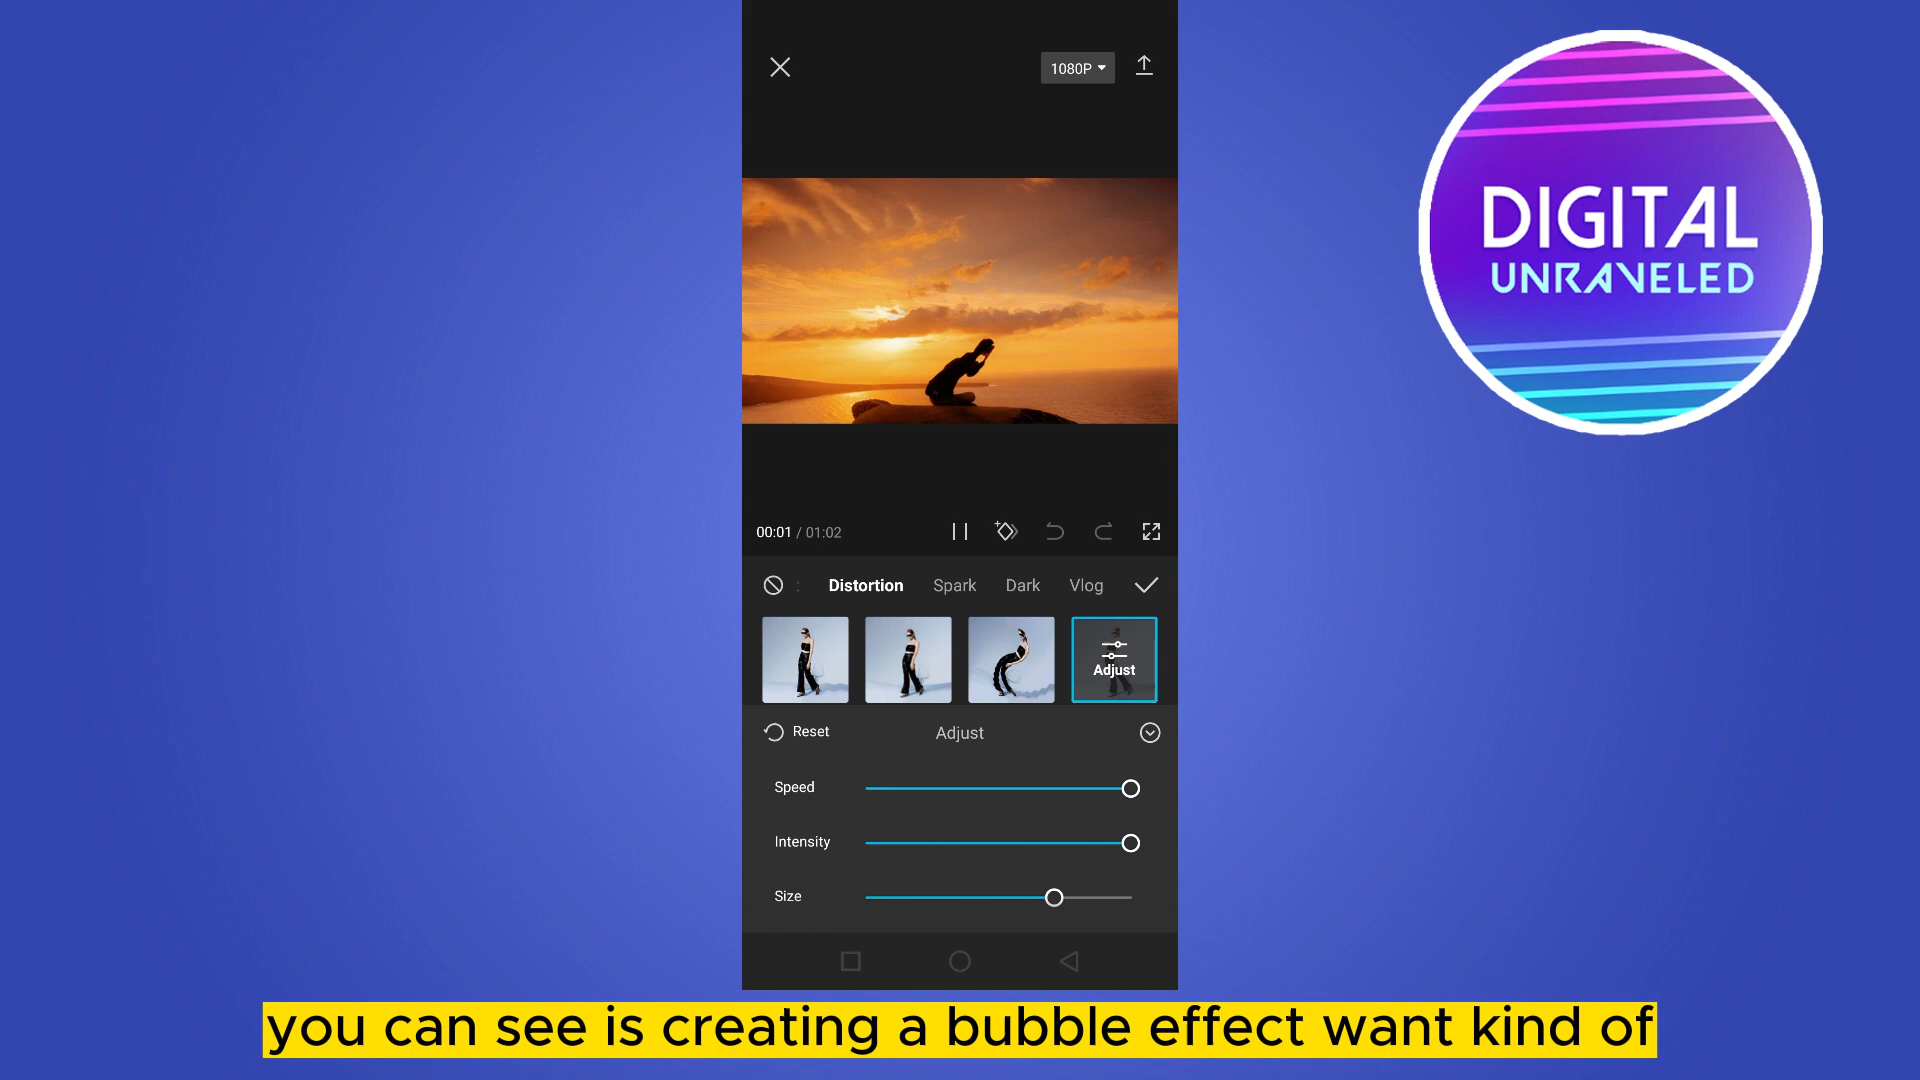 1080P
DIGITAL
UNRAVELED
00:01 / 01:02
Distortion Spark Dark Vlog
Adjust
Reset Adjust
Speed
Intensity
Size
you can see is creating a bubble effect want kind of